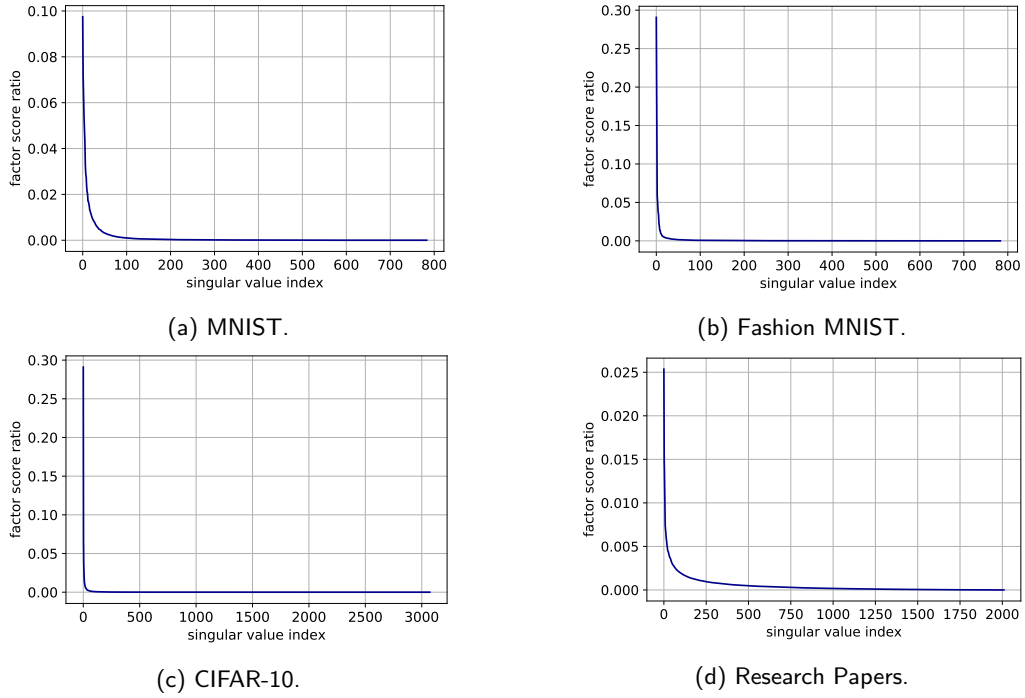 0.10
0.08
0.06
0.04
0.02
0.00
factor score ratio
0 100 200 300 400 500 600 700 800
singular value index
(a) MNIST.
0.30
0.25
0.20
0.15
0.10
0.05
0.00
factor score ratio
0 100 200 300 400 500 600 700 800
singular value index
(b) Fashion MNIST.
0.30
0.25
0.20
0.15
0.10
0.05
0.00
factor score ratio
0 500 1000 1500 2000 2500 3000
singular value index
(c) CIFAR-10.
0.025
0.020
0.015
0.010
0.005
0.000
factor score ratio
0 250 500 750 1000 1250 1500 1750 2000
singular value index
(d) Research Papers.